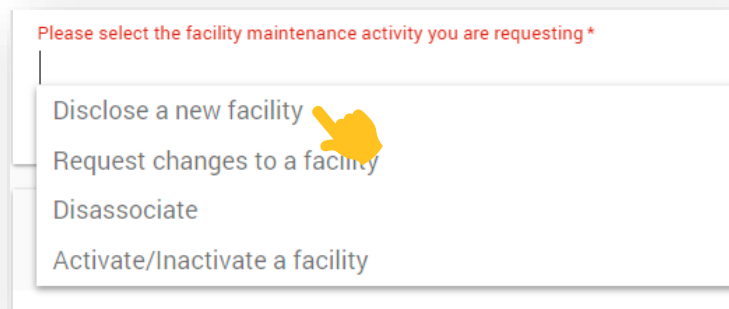 Please select the facility maintenance activity you are requesting *
Disclose a new facility
Request changes to a facility
Disassociate
Activate/Inactivate a facility